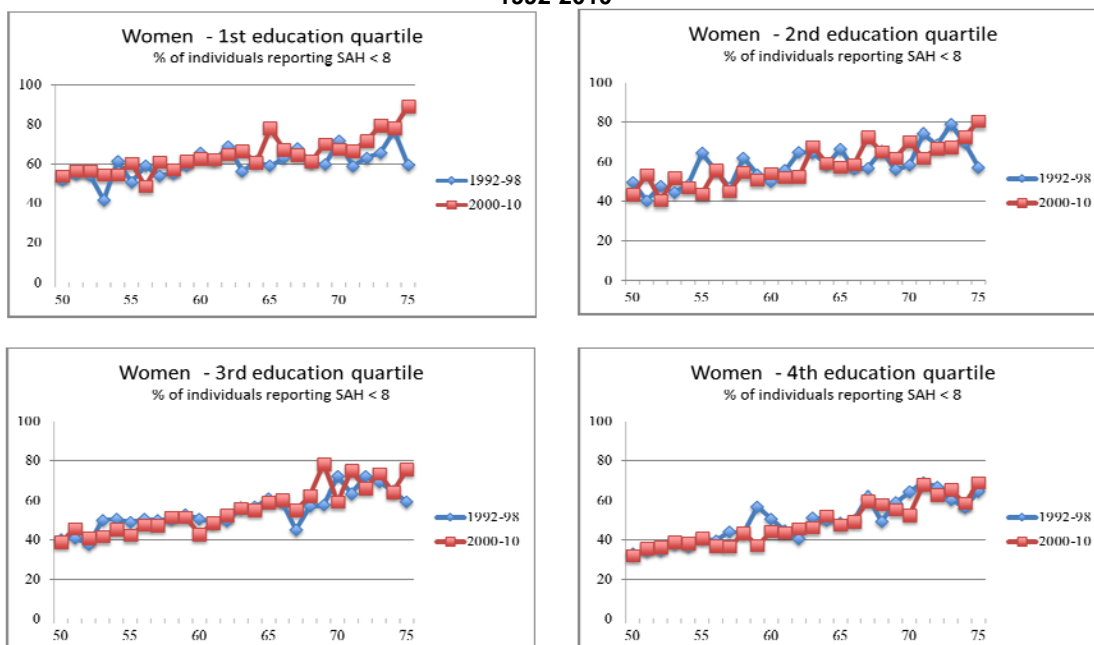 Women - 1st education quartile
% of individuals reporting SAH < 8
100
80
60
40
20
0
50 55 60 65 70 75
1992-98
2000-10
Women - 2nd education quartile
% of individuals reporting SAH < 8
100
80
60
40
20
0
50 55 60 65 70 75
1992-98
2000-10
Women - 3rd education quartile
% of individuals reporting SAH < 8
100
80
60
40
20
0
50 55 60 65 70 75
1992-98
2000-10
Women - 4th education quartile
% of individuals reporting SAH < 8
100
80
60
40
20
0
50 55 60 65 70 75
1992-98
2000-10